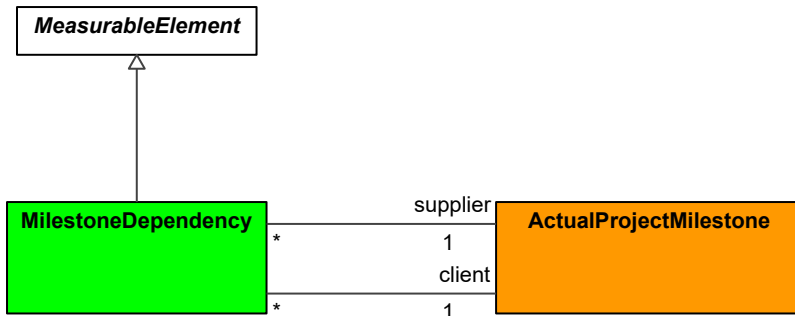 MeasurableElement
MilestoneDependency
supplier
ActualProjectMilestone
*
1
client
*
1